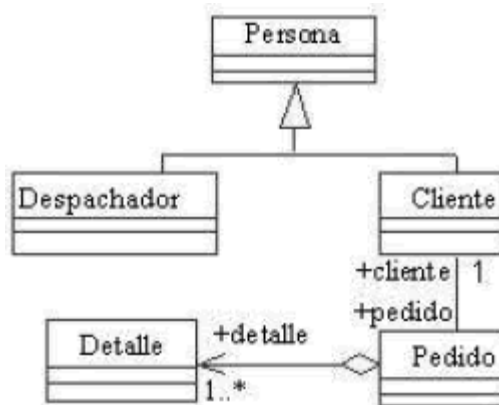 Persona
Despachador
Cliente
+cliente 1
+pedido
+detalle
Detalle
Pedido
1..*